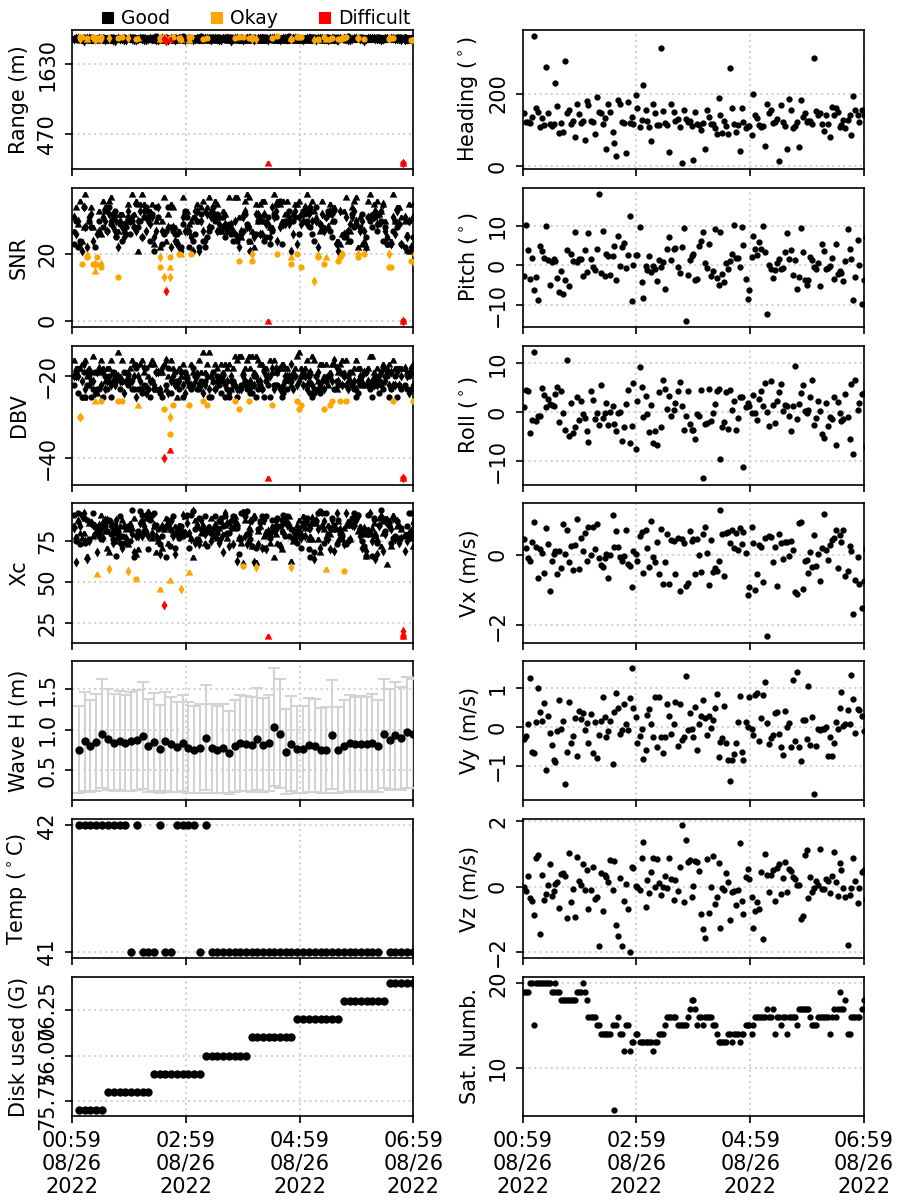 Good Okay Difficult
Range (m)
1630
470
Heading (°)
200
0
SNR
20
0
Pitch (°)
10
0
−10
DBV
−20
−40
Roll (°)
10
0
−10
Xc
75
50
25
Vx (m/s)
0
−2
Wave H (m)
1.5
1.0
0.5
Vy (m/s)
1
0
−1
Temp (°C)
42
41
Vz (m/s)
2
0
−2
Disk used (G)
76.25
76.00
75.75
Sat. Numb.
20
10
00:59 02:59 04:59 06:59
08/26 08/26 08/26 08/26
2022 2022 2022 2022
00:59 02:59 04:59 06:59
08/26 08/26 08/26 08/26
2022 2022 2022 2022